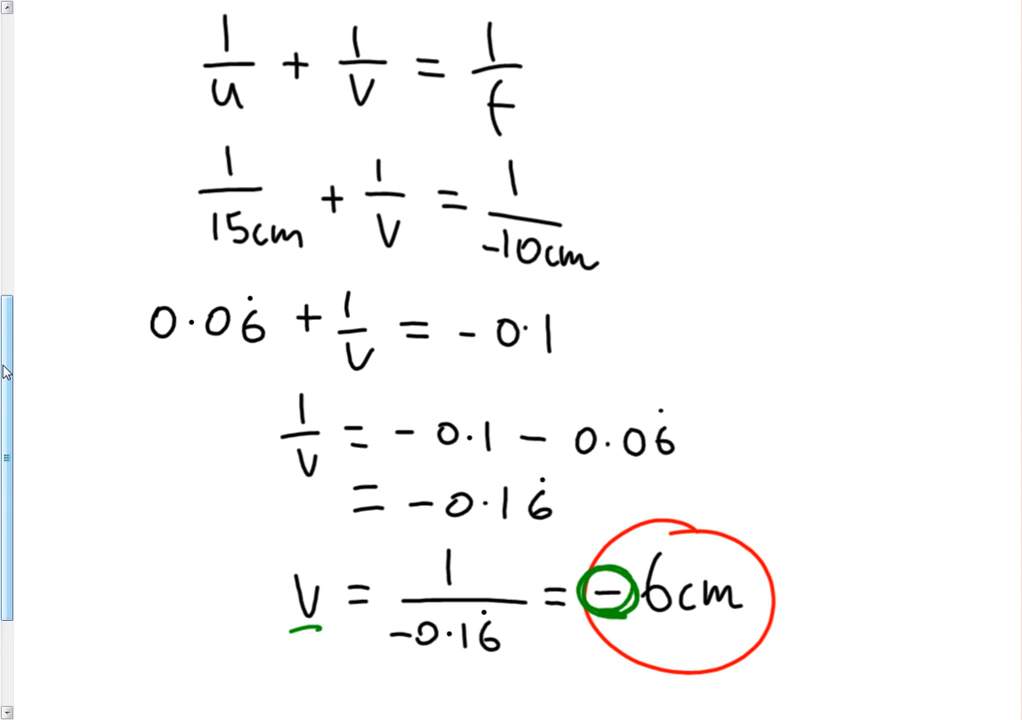 1/u + 1/v = 1/f
1/15cm + 1/v = 1/-10cm
0.06̇ + 1/v = -0.1
1/v = -0.1 - 0.06̇
= -0.16̇
v = 1/-0.16̇ = -6cm